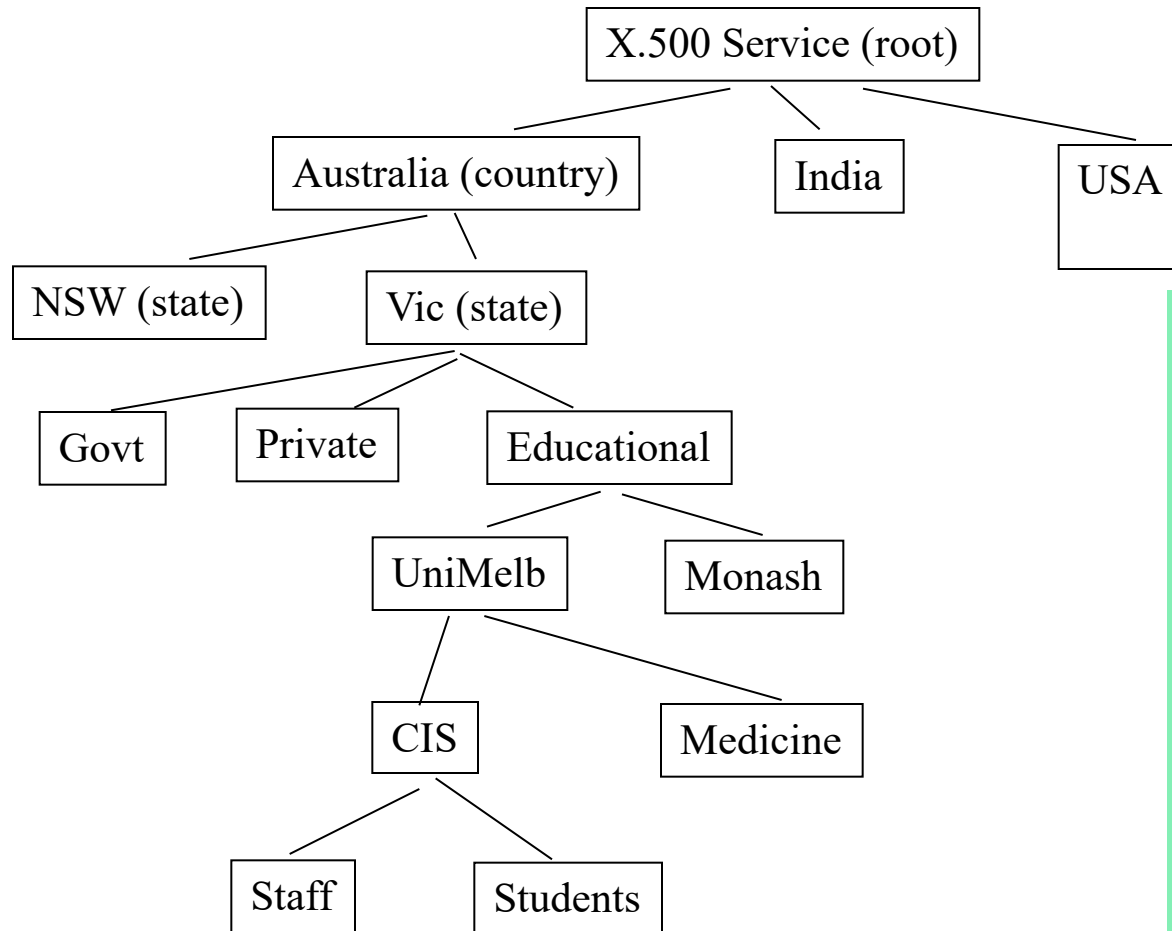 X.500 Service (root)
Australia (country)
India
USA
NSW (state)
Vic (state)
Govt
Private
Educational
UniMelb
Monash
CIS
Medicine
Staff
Students